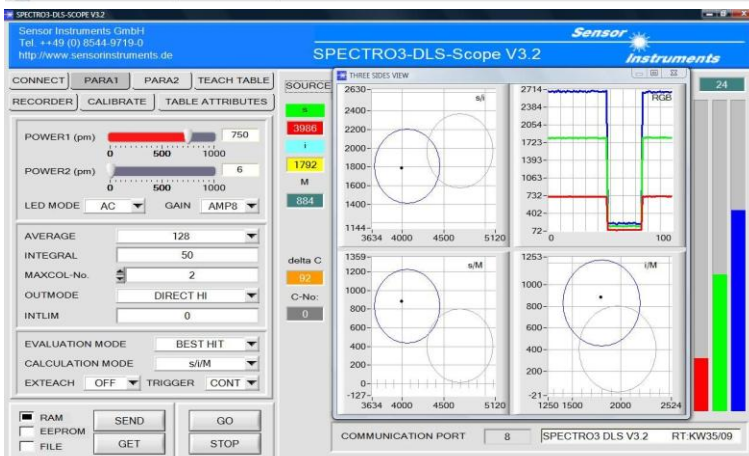 SPECTRO3-DLS-SCOPE V3.2
Sensor Instruments GmbH
Tel. ++49 (0) 8544-9719-0
http://www.sensorinstruments.de
SPECTRO3-DLS-Scope V3.2
Sensor
Instruments
CONNECT PARA1 PARA2 TEACH TABLE
RECORDER CALIBRATE TABLE ATTRIBUTES
POWER1 (pm) 750
0 500 1000
POWER2 (pm) 6
0 500 1000
LED MODE AC GAIN AMP8
AVERAGE 128
INTEGRAL 50
MAXCOL-No. 2
OUTMODE DIRECT HI
INTLIM 0
EVALUATION MODE BEST HIT
CALCULATION MODE s/i/M
EXTEACH OFF TRIGGER CONT
RAM
EEPROM
FILE
SEND GO
GET STOP
SOURCE
s
3986
i
1792
M
884
delta C
92
C-No:
0
THREE SIDES VIEW
s/i
2630-
2400-
2200-
2000-
1800-
1600-
1400-
1144-
3634 4000 4500 5120
RGB
2714-
2384-
2054-
1723-
1393-
1063-
732-
402-
72-
0 100
s/M
1359-
1200-
1000-
800-
600-
400-
200-
0-
-127-
3634 4000 4500 5120
i/M
1253-
1000-
800-
600-
400-
200-
-21-
1250 1500 2000 2524
24
COMMUNICATION PORT 8 SPECTRO3 DLS V3.2 RT:KW35/09